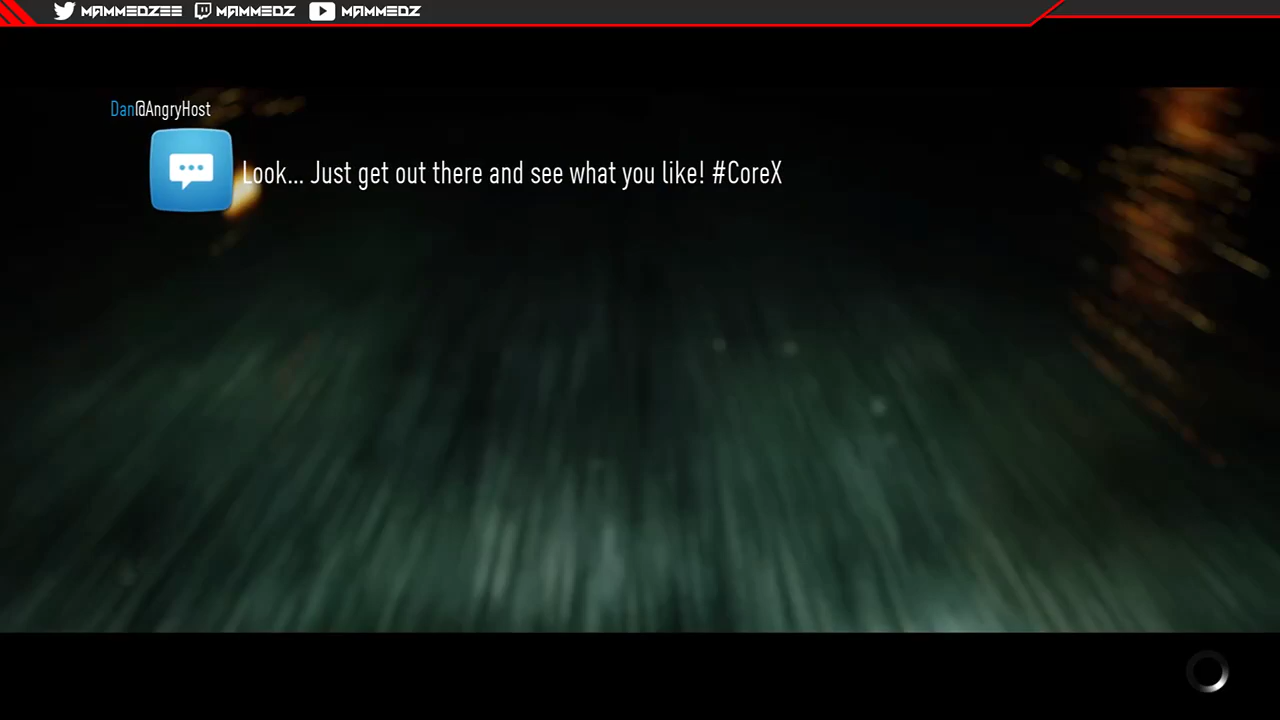 MAMMEDZEE MAMMEDZ MAMMEDZ
Dan@AngryHost
Look... Just get out there and see what you like! #CoreX